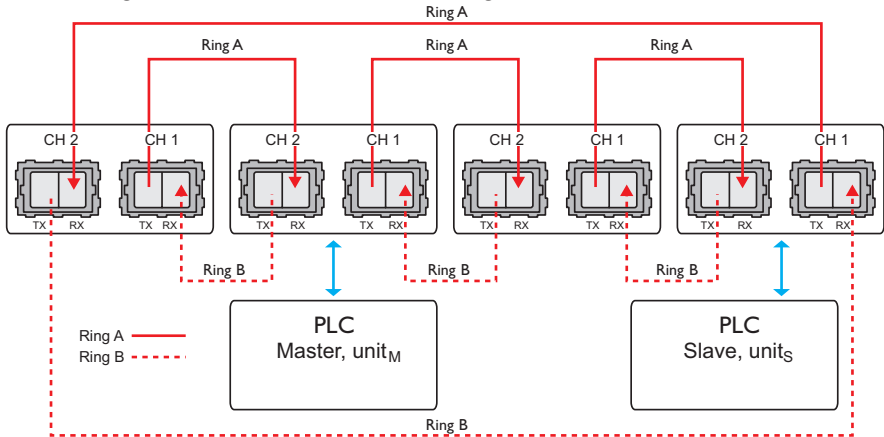 Ring A
Ring A Ring A Ring A
CH 2 CH 1 CH 2 CH 1 CH 2 CH 1 CH 2 CH 1
TX RX TX RX TX RX TX RX TX RX TX RX TX RX TX RX
Ring B Ring B Ring B
PLC
Master, unitM
PLC
Slave, unitS
Ring A
Ring B
Ring B